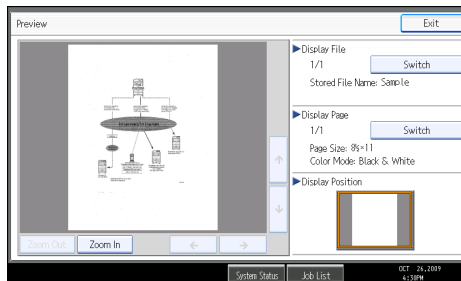 Preview
Exit
Display File
1/1
Switch
Stored File Name: Sample
Display Page
1/1
Switch
Page Size: 8½×11
Color Mode: Black & White
Display Position
Zoom Out
Zoom In
System Status
Job List
OCT 26,2009
4:30PM